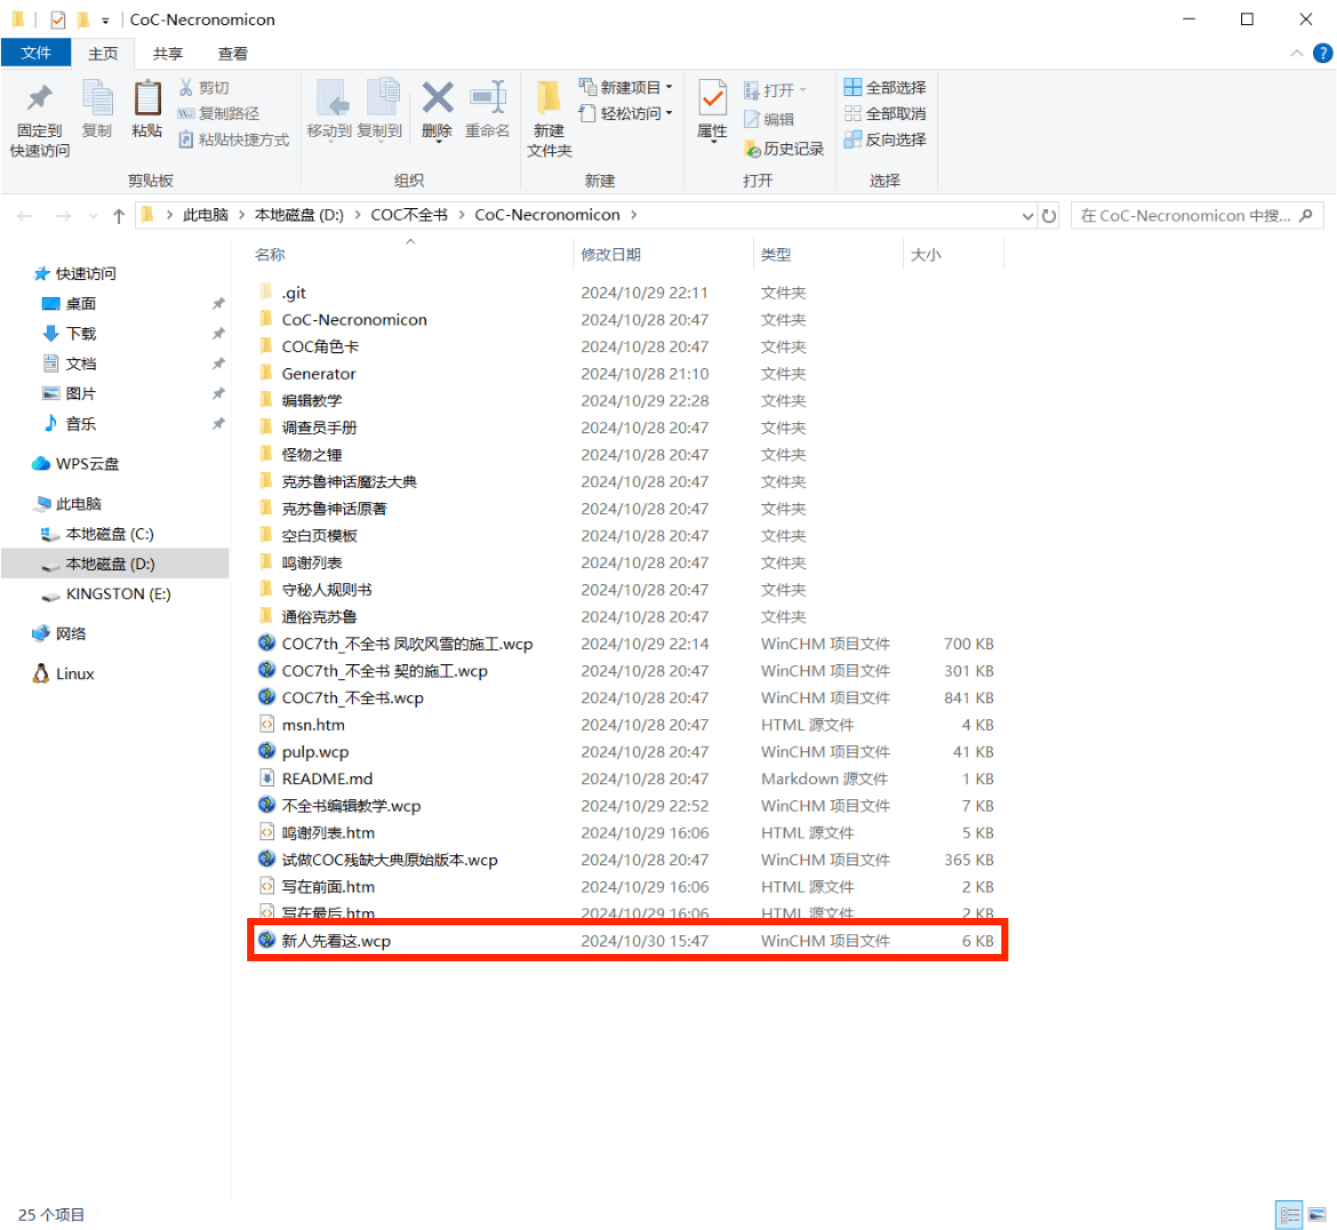 CoC-Necronomicon
文件 主页 共享 查看
固定到快速访问 复制 粘贴 剪切 复制路径 粘贴快捷方式 移动到 复制到 删除 重命名 新建文件夹 新建项目 轻松访问 属性 打开 编辑 历史记录 全部选择 全部取消 反向选择
剪贴板 组织 新建 打开 选择
此电脑 本地磁盘 (D:) COC不全书 CoC-Necronomicon 在 CoC-Necronomicon 中搜...
名称 修改日期 类型 大小
快速访问
桌面
下载
文档
图片
音乐
WPS云盘
此电脑
本地磁盘 (C:)
本地磁盘 (D:)
KINGSTON (E:)
网络
Linux
.git 2024/10/29 22:11 文件夹
CoC-Necronomicon 2024/10/28 20:47 文件夹
COC角色卡 2024/10/28 20:47 文件夹
Generator 2024/10/28 21:10 文件夹
编辑教学 2024/10/29 22:28 文件夹
调查员手册 2024/10/28 20:47 文件夹
怪物之锤 2024/10/28 20:47 文件夹
克苏鲁神话魔法大典 2024/10/28 20:47 文件夹
克苏鲁神话原著 2024/10/28 20:47 文件夹
空白页模板 2024/10/28 20:47 文件夹
鸣谢列表 2024/10/28 20:47 文件夹
守秘人规则书 2024/10/28 20:47 文件夹
通俗克苏鲁 2024/10/28 20:47 文件夹
COC7th_不全书 凤吹风雪的施工.wcp 2024/10/29 22:14 WinCHM 项目文件 700 KB
COC7th_不全书 契的施工.wcp 2024/10/28 20:47 WinCHM 项目文件 301 KB
COC7th_不全书.wcp 2024/10/28 20:47 WinCHM 项目文件 841 KB
msn.htm 2024/10/28 20:47 HTML 源文件 4 KB
pulp.wcp 2024/10/28 20:47 WinCHM 项目文件 41 KB
README.md 2024/10/28 20:47 Markdown 源文件 1 KB
不全书编辑教学.wcp 2024/10/29 22:52 WinCHM 项目文件 7 KB
鸣谢列表.htm 2024/10/29 16:06 HTML 源文件 5 KB
试做COC残缺大典原始版本.wcp 2024/10/28 20:47 WinCHM 项目文件 365 KB
写在前面.htm 2024/10/29 16:06 HTML 源文件 2 KB
写在最后.htm 2024/10/29 16:06 HTML 源文件 2 KB
新人先看这.wcp 2024/10/30 15:47 WinCHM 项目文件 6 KB
25 个项目